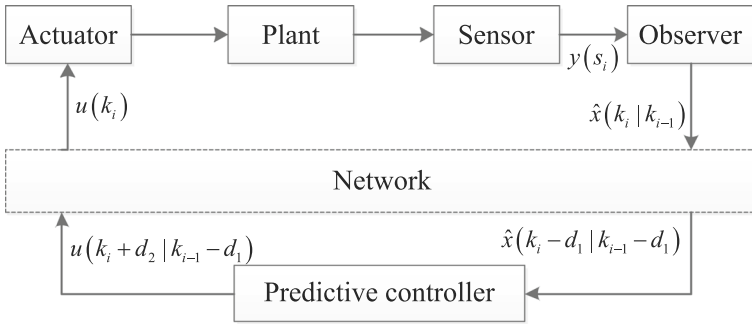 Actuator
Plant
Sensor
Observer
y(s_i)
u(k_i)
x̂(k_i | k_{i–1})
Network
u(k_i + d_2 | k_{i–1} – d_1)
x̂(k_i – d_1 | k_{i–1} – d_1)
Predictive controller